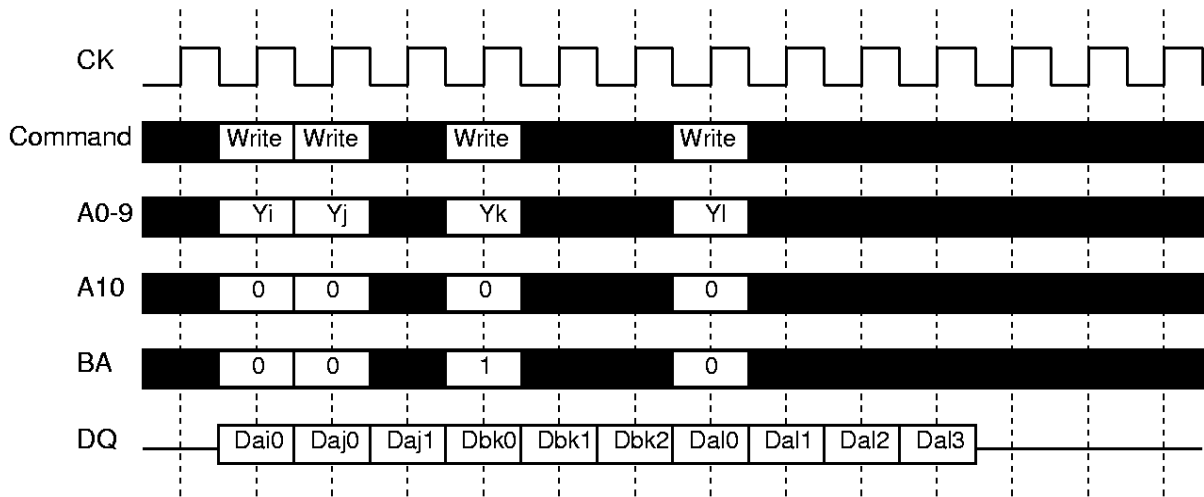 CK
Command Write Write Write Write
A0-9 Yi Yj Yk Yl
A10 0 0 0 0
BA 0 0 1 0
DQ Dai0 Daj0 Daj1 Dbk0 Dbk1 Dbk2 Dal0 Dal1 Dal2 Dal3